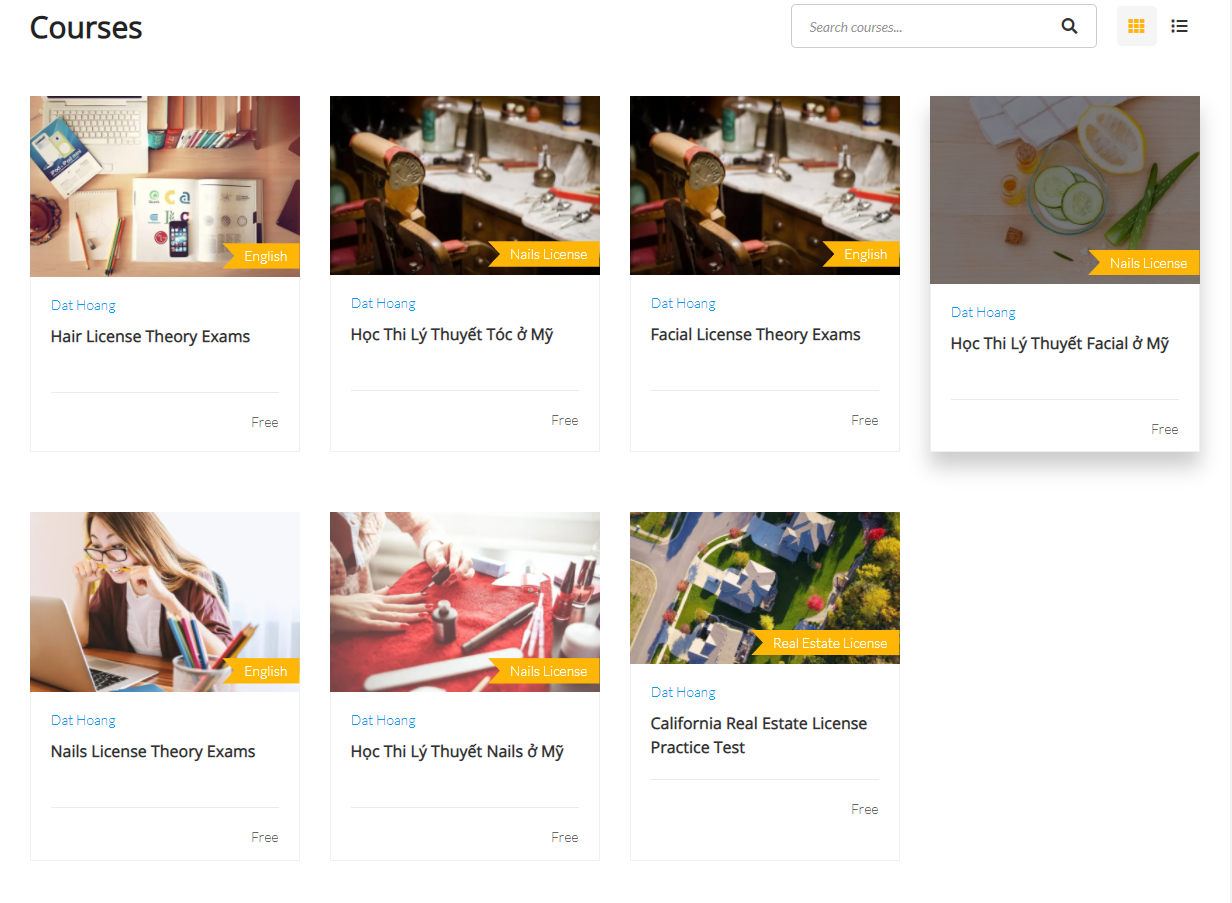 Courses
Search courses...
English
Dat Hoang
Hair License Theory Exams
Free
Nails License
Dat Hoang
Học Thi Lý Thuyết Tóc ở Mỹ
Free
English
Dat Hoang
Facial License Theory Exams
Free
Nails License
Dat Hoang
Học Thi Lý Thuyết Facial ở Mỹ
Free
English
Dat Hoang
Nails License Theory Exams
Free
Nails License
Dat Hoang
Học Thi Lý Thuyết Nails ở Mỹ
Free
Real Estate License
Dat Hoang
California Real Estate License
Practice Test
Free